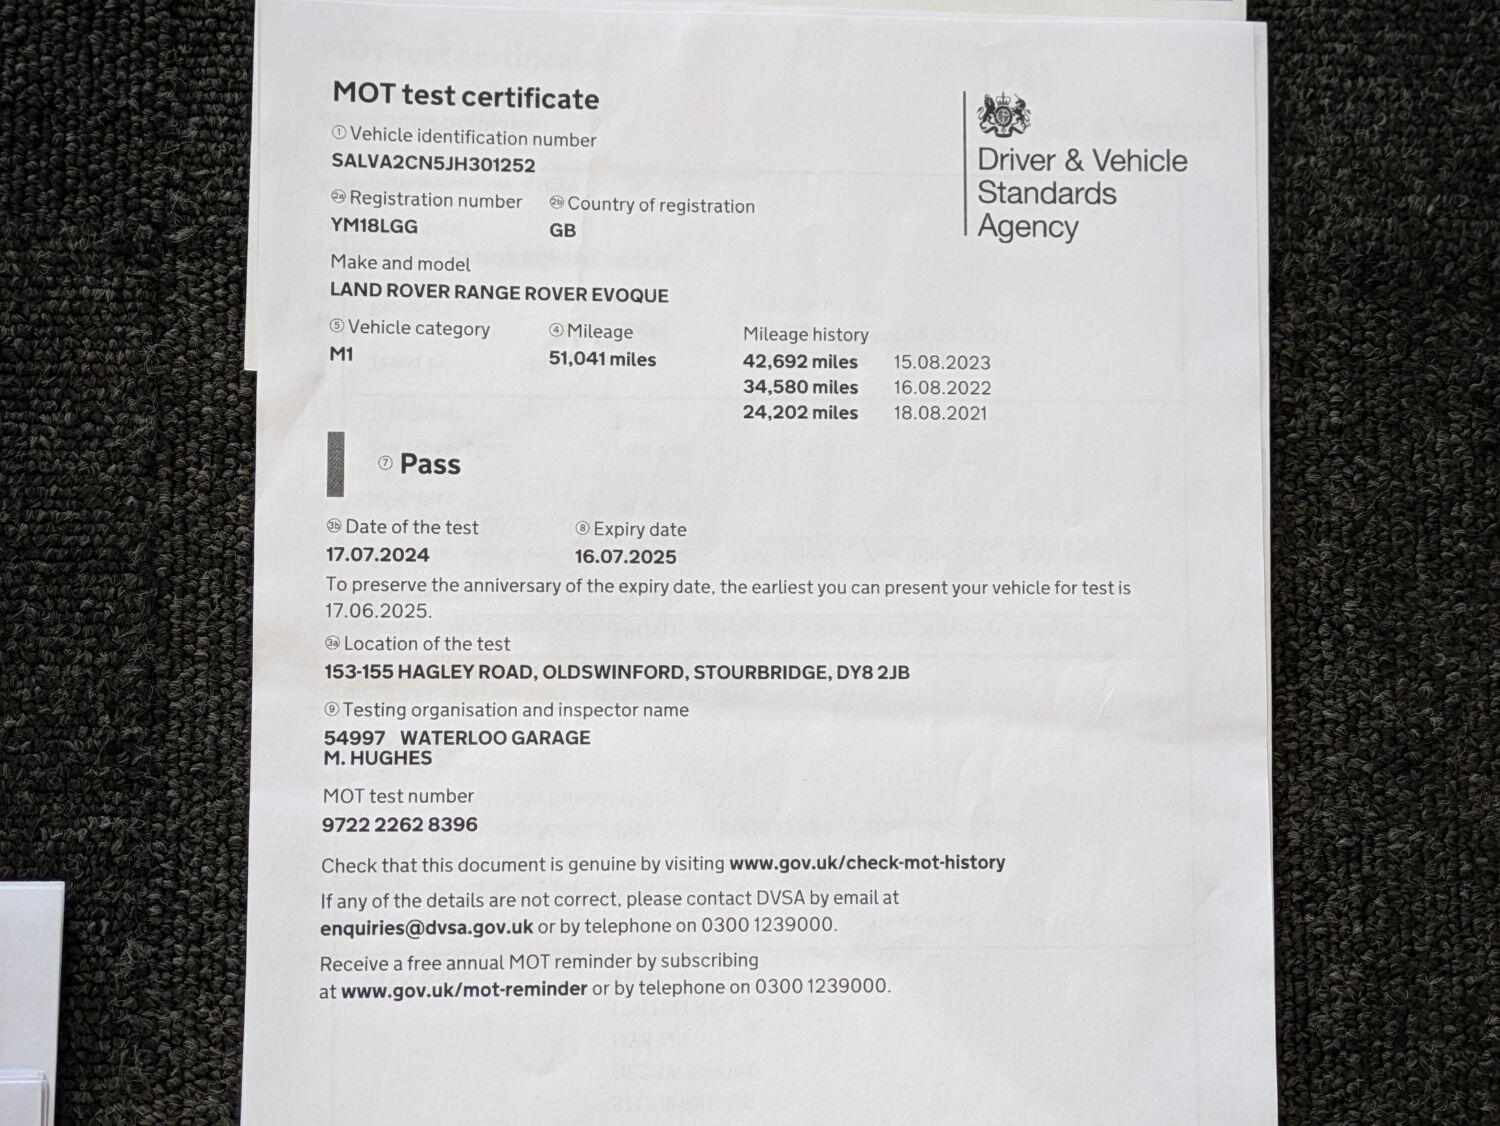 MOT test certificate
① Vehicle identification number
SALVA2CN5JH301252
2a Registration number 2b Country of registration
YM18LGG GB
Make and model
LAND ROVER RANGE ROVER EVOQUE
⑤ Vehicle category ④ Mileage Mileage history
M1 51,041 miles 42,692 miles 15.08.2023
34,580 miles 16.08.2022
24,202 miles 18.08.2021
⑦ Pass
3b Date of the test ⑧ Expiry date
17.07.2024 16.07.2025
To preserve the anniversary of the expiry date, the earliest you can present your vehicle for test is
17.06.2025.
3a Location of the test
153-155 HAGLEY ROAD, OLDSWINFORD, STOURBRIDGE, DY8 2JB
⑨ Testing organisation and inspector name
54997 WATERLOO GARAGE
M. HUGHES
MOT test number
9722 2262 8396
Check that this document is genuine by visiting www.gov.uk/check-mot-history
If any of the details are not correct, please contact DVSA by email at
enquiries@dvsa.gov.uk or by telephone on 0300 1239000.
Receive a free annual MOT reminder by subscribing
at www.gov.uk/mot-reminder or by telephone on 0300 1239000.
Driver & Vehicle
Standards
Agency